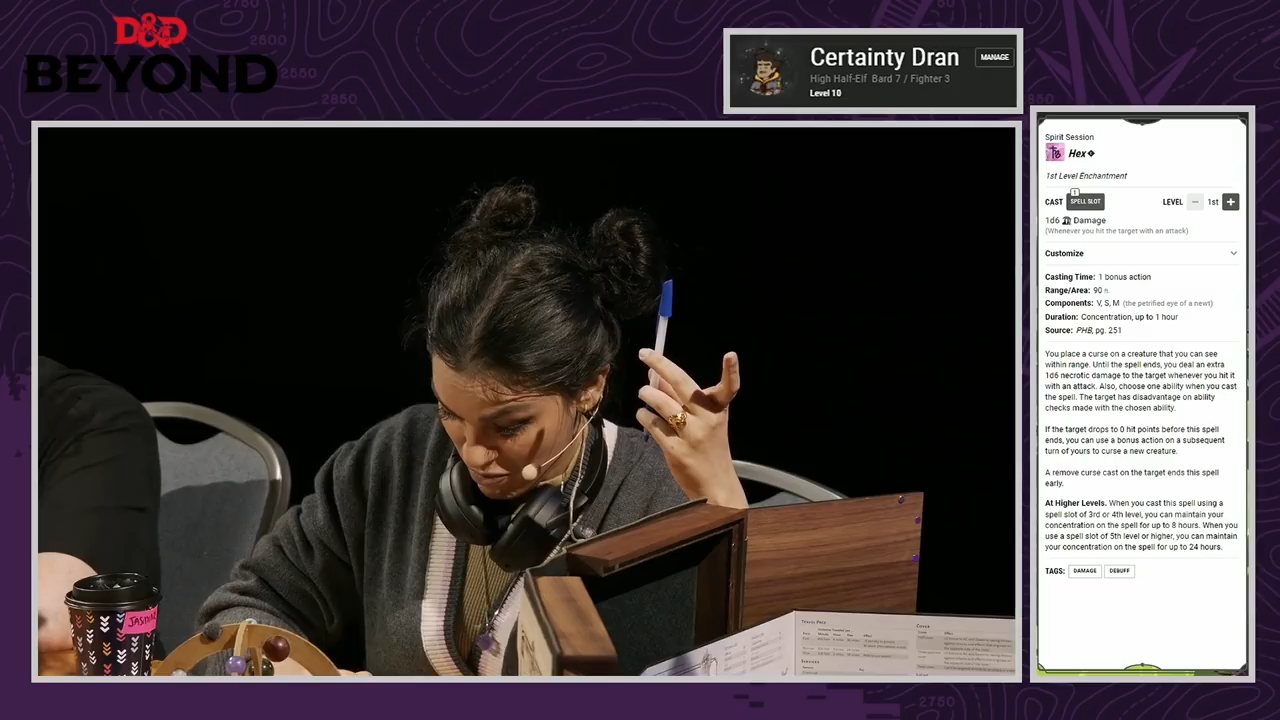 D&D
BEYOND
2600
2550
2850
2750
Certainty Dran
MANAGE
High Half-Elf Bard 7 / Fighter 3
Level 10
Spirit Session
Hex
1st Level Enchantment
1
CAST SPELL SLOT LEVEL − 1st +
1d6 Damage
(Whenever you hit the target with an attack)
Customize
Casting Time: 1 bonus action
Range/Area: 90 ft.
Components: V, S, M (the petrified eye of a newt)
Duration: Concentration, up to 1 hour
Source: PHB, pg. 251
You place a curse on a creature that you can see
within range. Until the spell ends, you deal an extra
1d6 necrotic damage to the target whenever you hit it
with an attack. Also, choose one ability when you cast
the spell. The target has disadvantage on ability
checks made with the chosen ability.
If the target drops to 0 hit points before this spell
ends, you can use a bonus action on a subsequent
turn of yours to curse a new creature.
A remove curse cast on the target ends this spell
early.
At Higher Levels. When you cast this spell using a
spell slot of 3rd or 4th level, you can maintain your
concentration on the spell for up to 8 hours. When you
use a spell slot of 5th level or higher, you can maintain
your concentration on the spell for up to 24 hours.
TAGS: DAMAGE DEBUFF
TRAVEL PACE
COVER
SERVICES